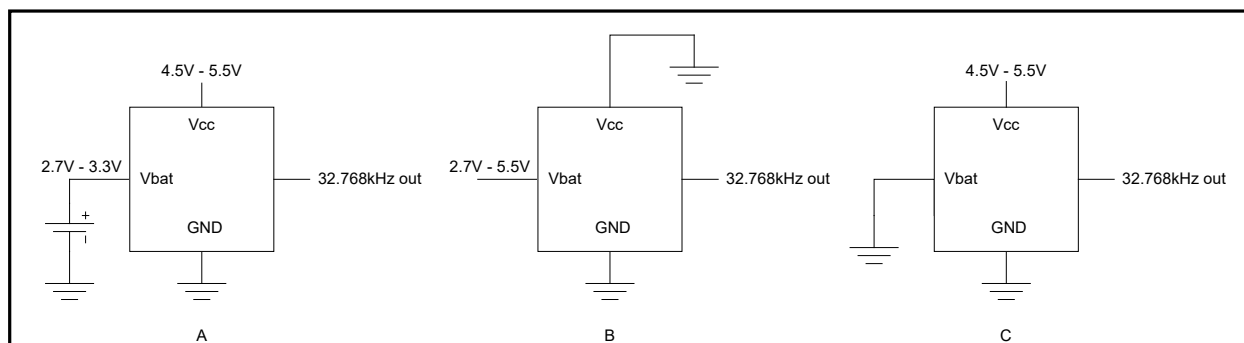 4.5V - 5.5V
Vcc
2.7V - 3.3V
Vbat
32.768kHz out
GND
+
A
Vcc
2.7V - 5.5V
Vbat
32.768kHz out
GND
B
4.5V - 5.5V
Vcc
Vbat
32.768kHz out
GND
C